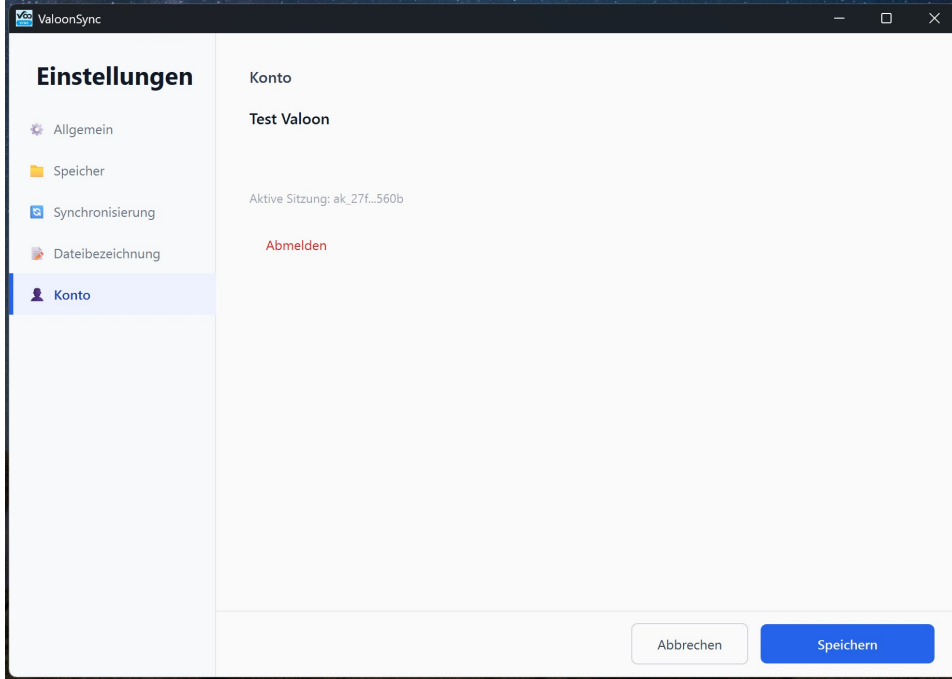 ValoonSync
Einstellungen
Allgemein
Speicher
Synchronisierung
Dateibezeichnung
Konto
Konto
Test Valoon
Aktive Sitzung: ak_27f...560b
Abmelden
Abbrechen
Speichern